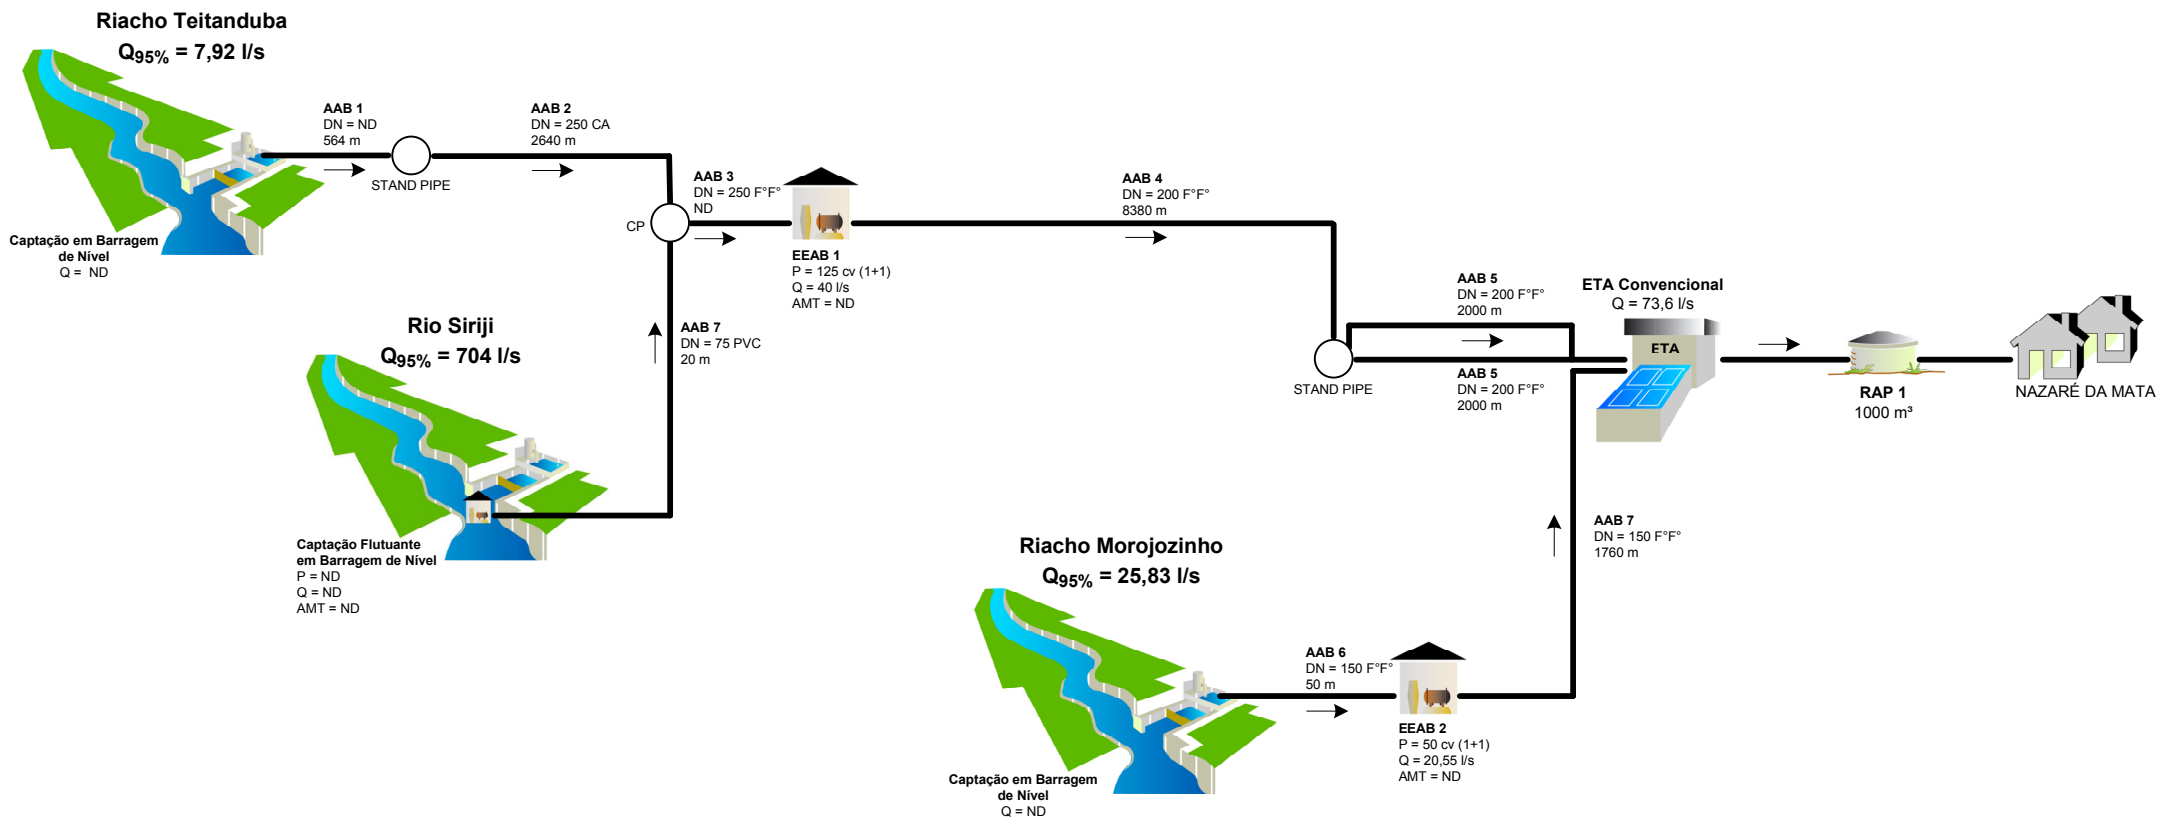 Riacho Teitanduba
Q95% = 7,92 l/s
AAB 1
DN = ND
564 m
STAND PIPE
AAB 2
DN = 250 CA
2640 m
Captação em Barragem
de Nível
Q = ND
CP
AAB 3
DN = 250 F°F°
ND
EEAB 1
P = 125 cv (1+1)
Q = 40 l/s
AMT = ND
AAB 4
DN = 200 F°F°
8380 m
Rio Siriji
Q95% = 704 l/s
AAB 7
DN = 75 PVC
20 m
Captação Flutuante
em Barragem de Nível
P = ND
Q = ND
AMT = ND
STAND PIPE
AAB 5
DN = 200 F°F°
2000 m
AAB 5
DN = 200 F°F°
2000 m
ETA Convencional
Q = 73,6 l/s
ETA
RAP 1
1000 m³
NAZARÉ DA MATA
Riacho Morojozinho
Q95% = 25,83 l/s
AAB 7
DN = 150 F°F°
1760 m
AAB 6
DN = 150 F°F°
50 m
EEAB 2
P = 50 cv (1+1)
Q = 20,55 l/s
AMT = ND
Captação em Barragem
de Nível
Q = ND